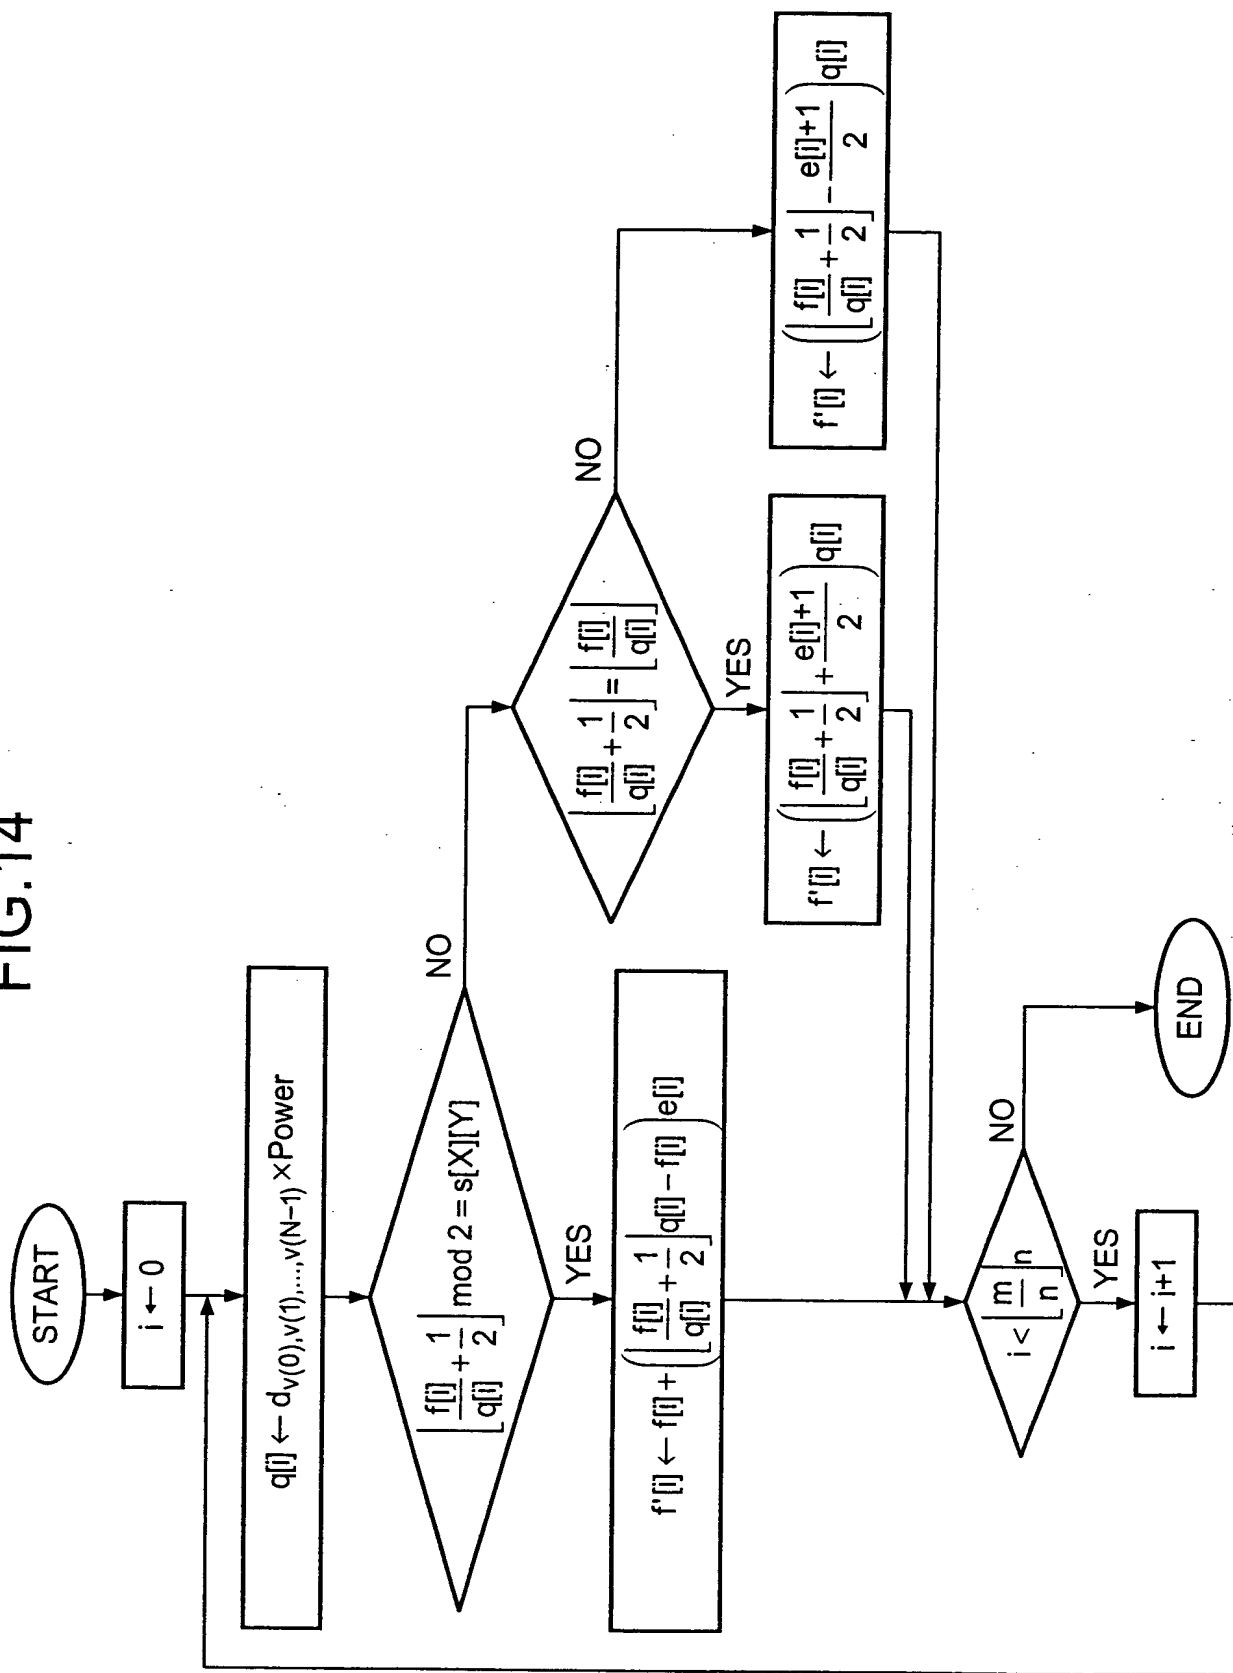 FIG.14
START
i ← 0
q[i] ← d_{v(0),v(1),...,v(N−1)} ×Power
⌊f[i]/q[i] + 1/2⌋ mod 2 = s[X][Y]
NO
YES
f'[i] ← f[i] + (⌊f[i]/q[i] + 1/2⌋ q[i] − f[i]) e[i]
⌊f[i]/q[i] + 1/2⌋ = ⌊f[i]/q[i]⌋
NO
YES
f'[i] ← (⌊f[i]/q[i] + 1/2⌋ + e[i]+1/2) q[i]
f'[i] ← (⌊f[i]/q[i] + 1/2⌋ − e[i]+1/2) q[i]
i < ⌊m/n⌋ n
NO
YES
i ← i+1
END